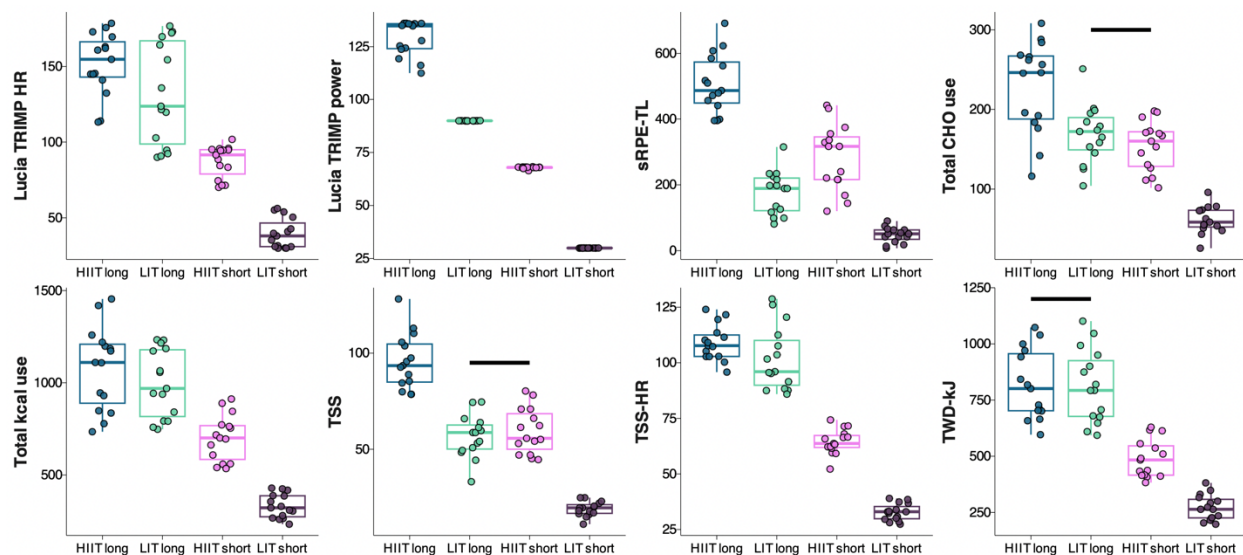 Lucia TRIMP HR
150
100
50
HIIT long LIT long HIIT short LIT short
Lucia TRIMP power
125
100
75
50
25
HIIT long LIT long HIIT short LIT short
sRPE-TL
600
400
200
0
HIIT long LIT long HIIT short LIT short
Total CHO use
300
200
100
HIIT long LIT long HIIT short LIT short
Total kcal use
1500
1000
500
HIIT long LIT long HIIT short LIT short
TSS
100
50
HIIT long LIT long HIIT short LIT short
TSS-HR
125
100
75
50
25
HIIT long LIT long HIIT short LIT short
TWD-kJ
1250
1000
750
500
250
HIIT long LIT long HIIT short LIT short